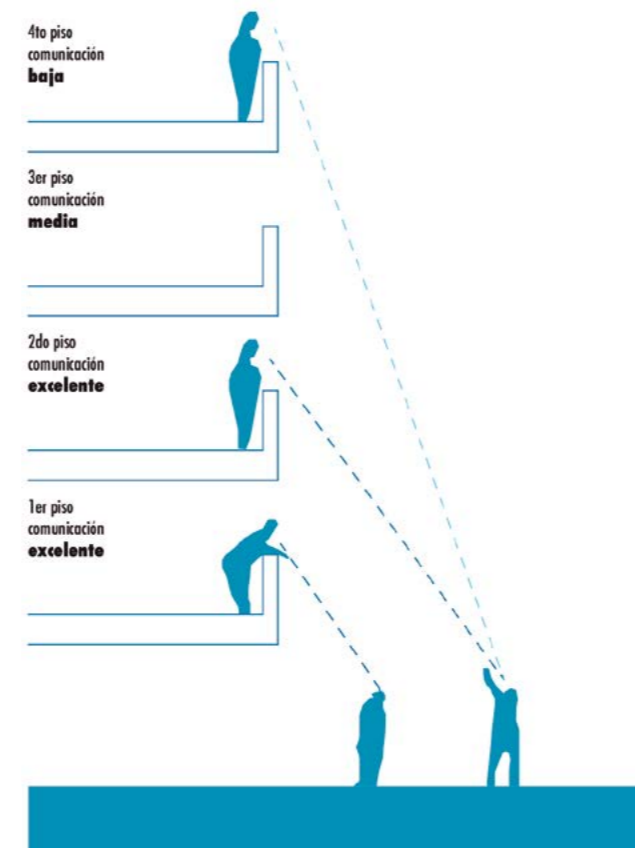 4to piso
comunicación
baja
3er piso
comunicación
media
2do piso
comunicación
excelente
1er piso
comunicación
excelente